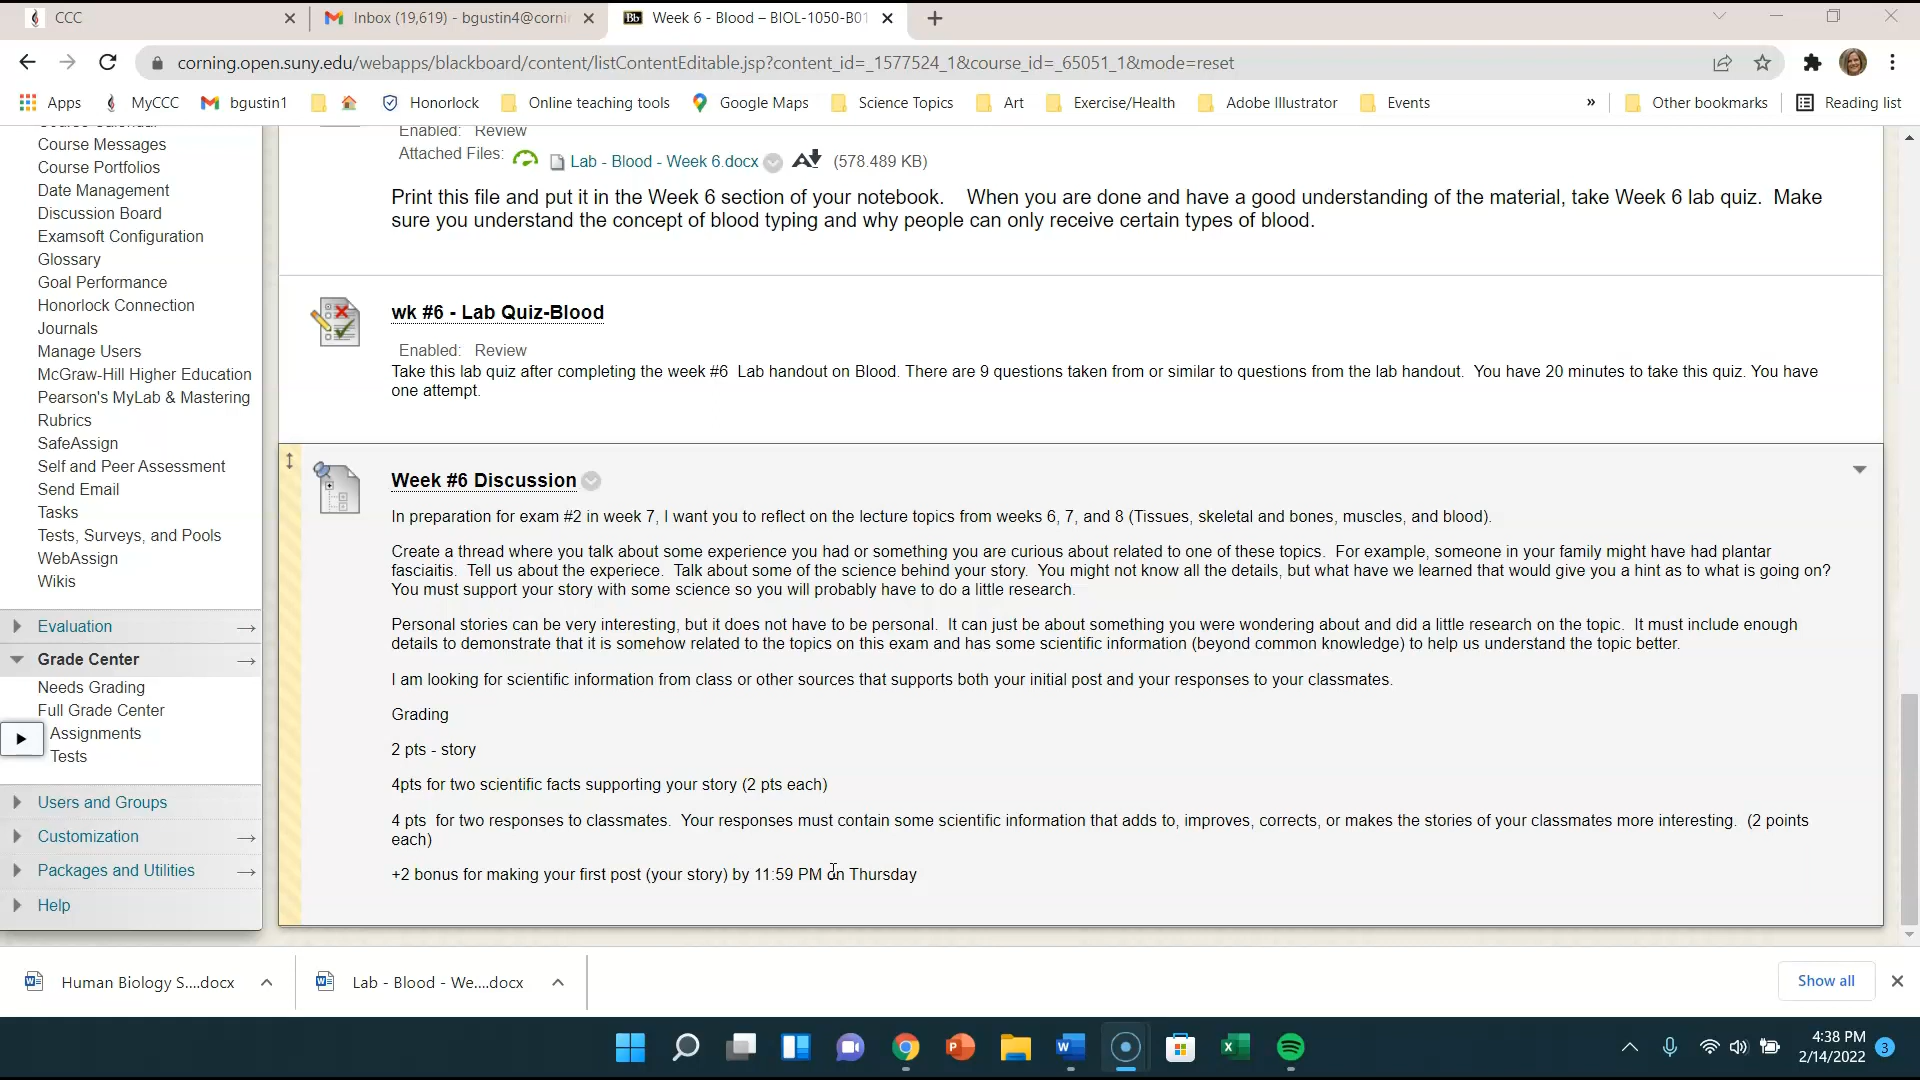 CCC
Inbox (19,619) - bgustin4@corni
Bb Week 6 - Blood – BIOL-1050-B01
corning.open.suny.edu/webapps/blackboard/content/listContentEditable.jsp?content_id=_1577524_1&course_id=_65051_1&mode=reset
Apps MyCCC bgustin1 Honorlock Online teaching tools Google Maps Science Topics Art Exercise/Health Adobe Illustrator Events » Other bookmarks Reading list
Course Calendar
Course Messages
Course Portfolios
Date Management
Discussion Board
Examsoft Configuration
Glossary
Goal Performance
Honorlock Connection
Journals
Manage Users
McGraw-Hill Higher Education
Pearson's MyLab & Mastering
Rubrics
SafeAssign
Self and Peer Assessment
Send Email
Tasks
Tests, Surveys, and Pools
WebAssign
Wikis
Evaluation
Grade Center
Needs Grading
Full Grade Center
Assignments
Tests
Users and Groups
Customization
Packages and Utilities
Help
Enabled: Review
Attached Files: Lab - Blood - Week 6.docx A (578.489 KB)
Print this file and put it in the Week 6 section of your notebook. When you are done and have a good understanding of the material, take Week 6 lab quiz. Make
sure you understand the concept of blood typing and why people can only receive certain types of blood.
wk #6 - Lab Quiz-Blood
Enabled: Review
Take this lab quiz after completing the week #6 Lab handout on Blood. There are 9 questions taken from or similar to questions from the lab handout. You have 20 minutes to take this quiz. You have
one attempt.
Week #6 Discussion
In preparation for exam #2 in week 7, I want you to reflect on the lecture topics from weeks 6, 7, and 8 (Tissues, skeletal and bones, muscles, and blood).
Create a thread where you talk about some experience you had or something you are curious about related to one of these topics. For example, someone in your family might have had plantar
fasciaitis. Tell us about the experiece. Talk about some of the science behind your story. You might not know all the details, but what have we learned that would give you a hint as to what is going on?
You must support your story with some science so you will probably have to do a little research.
Personal stories can be very interesting, but it does not have to be personal. It can just be about something you were wondering about and did a little research on the topic. It must include enough
details to demonstrate that it is somehow related to the topics on this exam and has some scientific information (beyond common knowledge) to help us understand the topic better.
I am looking for scientific information from class or other sources that supports both your initial post and your responses to your classmates.
Grading
2 pts - story
4pts for two scientific facts supporting your story (2 pts each)
4 pts for two responses to classmates. Your responses must contain some scientific information that adds to, improves, corrects, or makes the stories of your classmates more interesting. (2 points
each)
+2 bonus for making your first post (your story) by 11:59 PM on Thursday
Human Biology S....docx
Lab - Blood - We....docx
Show all
4:38 PM
2/14/2022
3